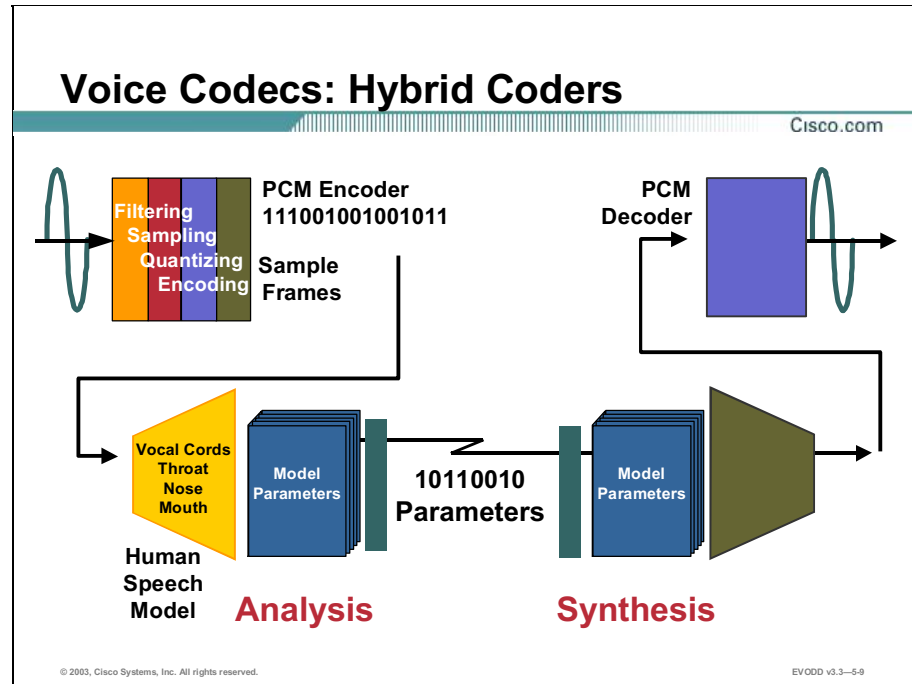 Voice Codecs: Hybrid Coders
Cisco.com
Filtering
Sampling
Quantizing
Encoding
PCM Encoder
111001001001011
Sample
Frames
PCM
Decoder
Vocal Cords
Throat
Nose
Mouth
Human
Speech
Model
Model
Parameters
Analysis
10110010
Parameters
Model
Parameters
Synthesis
© 2003, Cisco Systems, Inc. All rights reserved.
EVODD v3.3—5-9